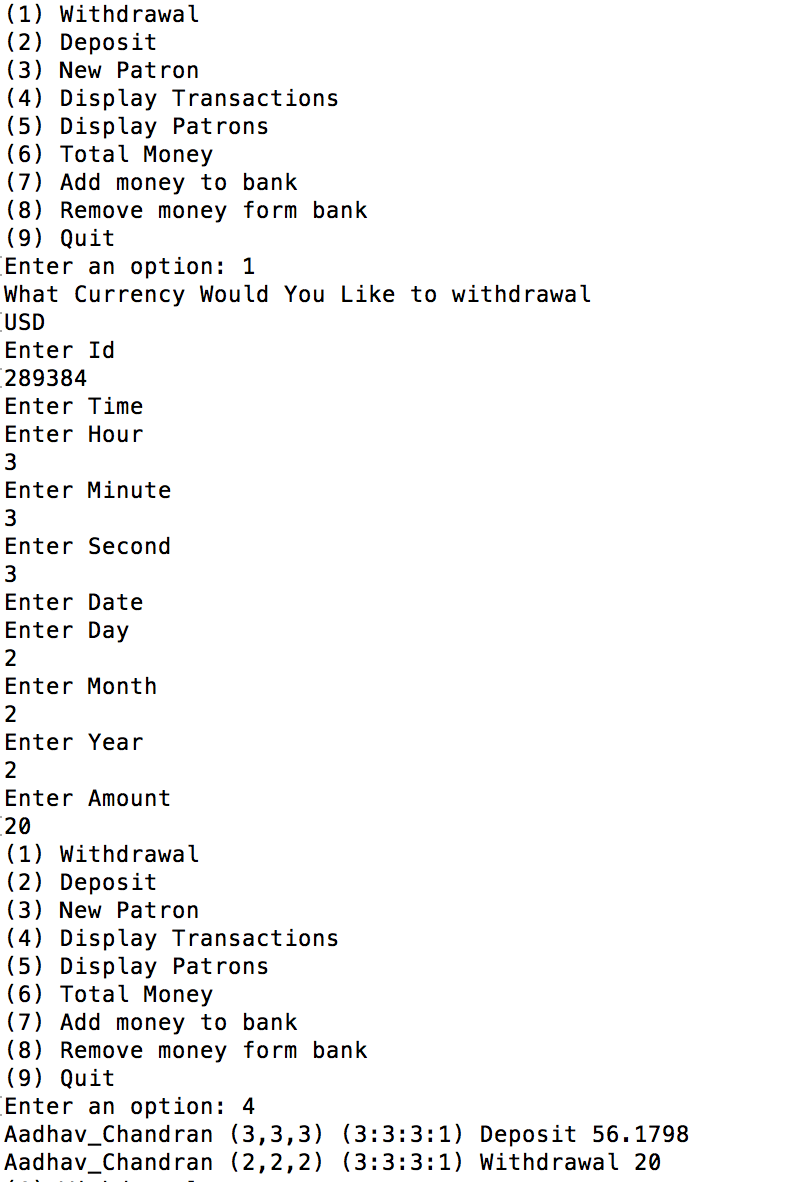 (1) Withdrawal
(2) Deposit
(3) New Patron
(4) Display Transactions
(5) Display Patrons
(6) Total Money
(7) Add money to bank
(8) Remove money form bank
(9) Quit
Enter an option: 1
What Currency Would You Like to withdrawal
USD
Enter Id
289384
Enter Time
Enter Hour
3
Enter Minute
3
Enter Second
3
Enter Date
Enter Day
2
Enter Month
2
Enter Year
2
Enter Amount
20
(1) Withdrawal
(2) Deposit
(3) New Patron
(4) Display Transactions
(5) Display Patrons
(6) Total Money
(7) Add money to bank
(8) Remove money form bank
(9) Quit
Enter an option: 4
Aadhav_Chandran (3,3,3) (3:3:3:1) Deposit 56.1798
Aadhav_Chandran (2,2,2) (3:3:3:1) Withdrawal 20